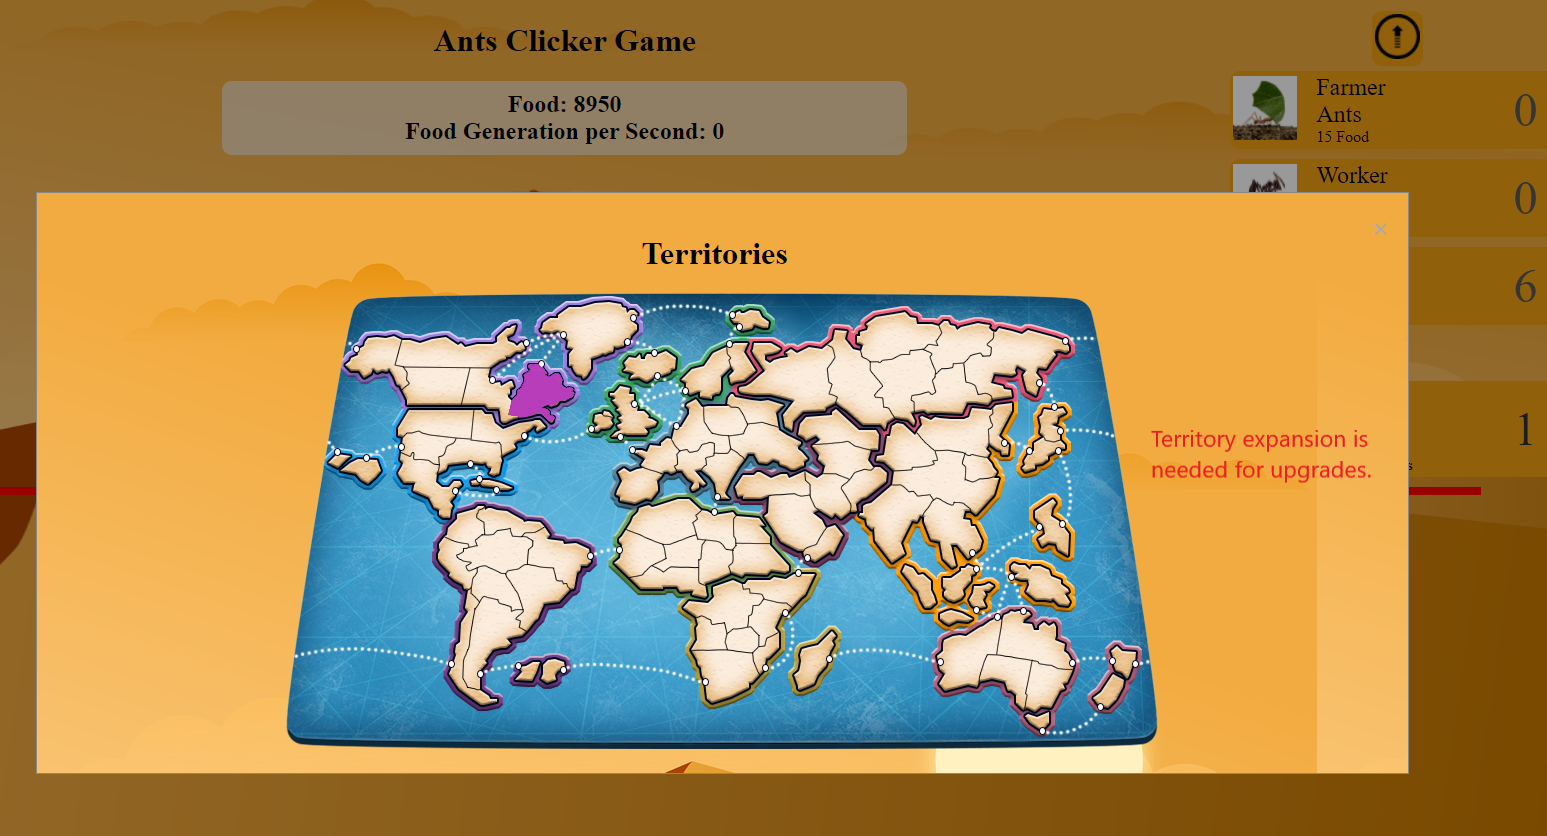 Ants Clicker Game
Food: 8950
Food Generation per Second: 0
Farmer
Ants
15 Food
0
Worker
0
6
1
s
×
Territories
Territory expansion is
needed for upgrades.